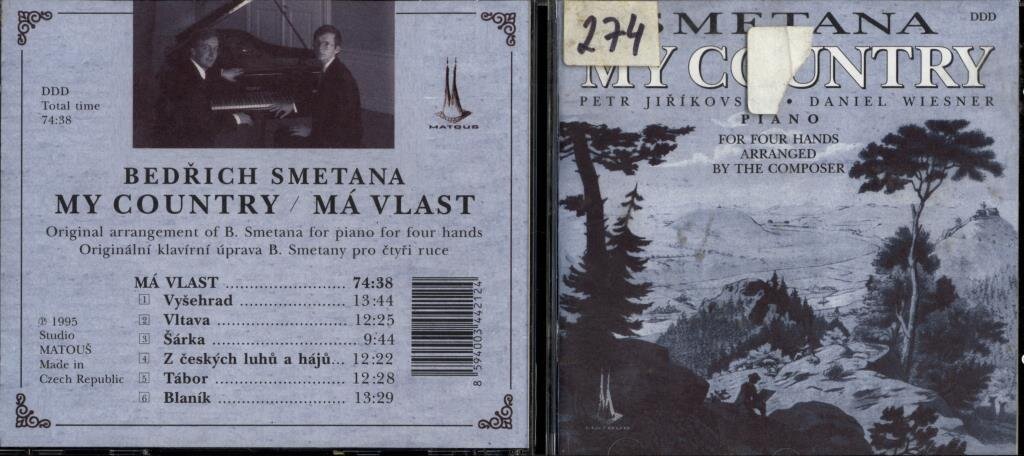 DDD
Total time
74:38
MATOUŠ
BEDŘICH SMETANA
MY COUNTRY / MÁ VLAST
Original arrangement of B. Smetana for piano for four hands
Originální klavírní úprava B. Smetany pro čtyři ruce
MÁ VLAST ........................ 74:38
1 Vyšehrad ...................... 13:44
2 Vltava .......................... 12:25
3 Šárka ........................... 9:44
4 Z českých luhů a hájů... 12:22
5 Tábor .......................... 12:28
6 Blaník .......................... 13:29
℗ 1995
Studio
MATOUŠ
Made in
Czech Republic
8 594003 442124
274
SMETANA
DDD
MY COUNTRY
PETR • DANIEL WIESNER
PIANO
FOR FOUR HANDS
ARRANGED
BY THE COMPOSER
MATOUŠ